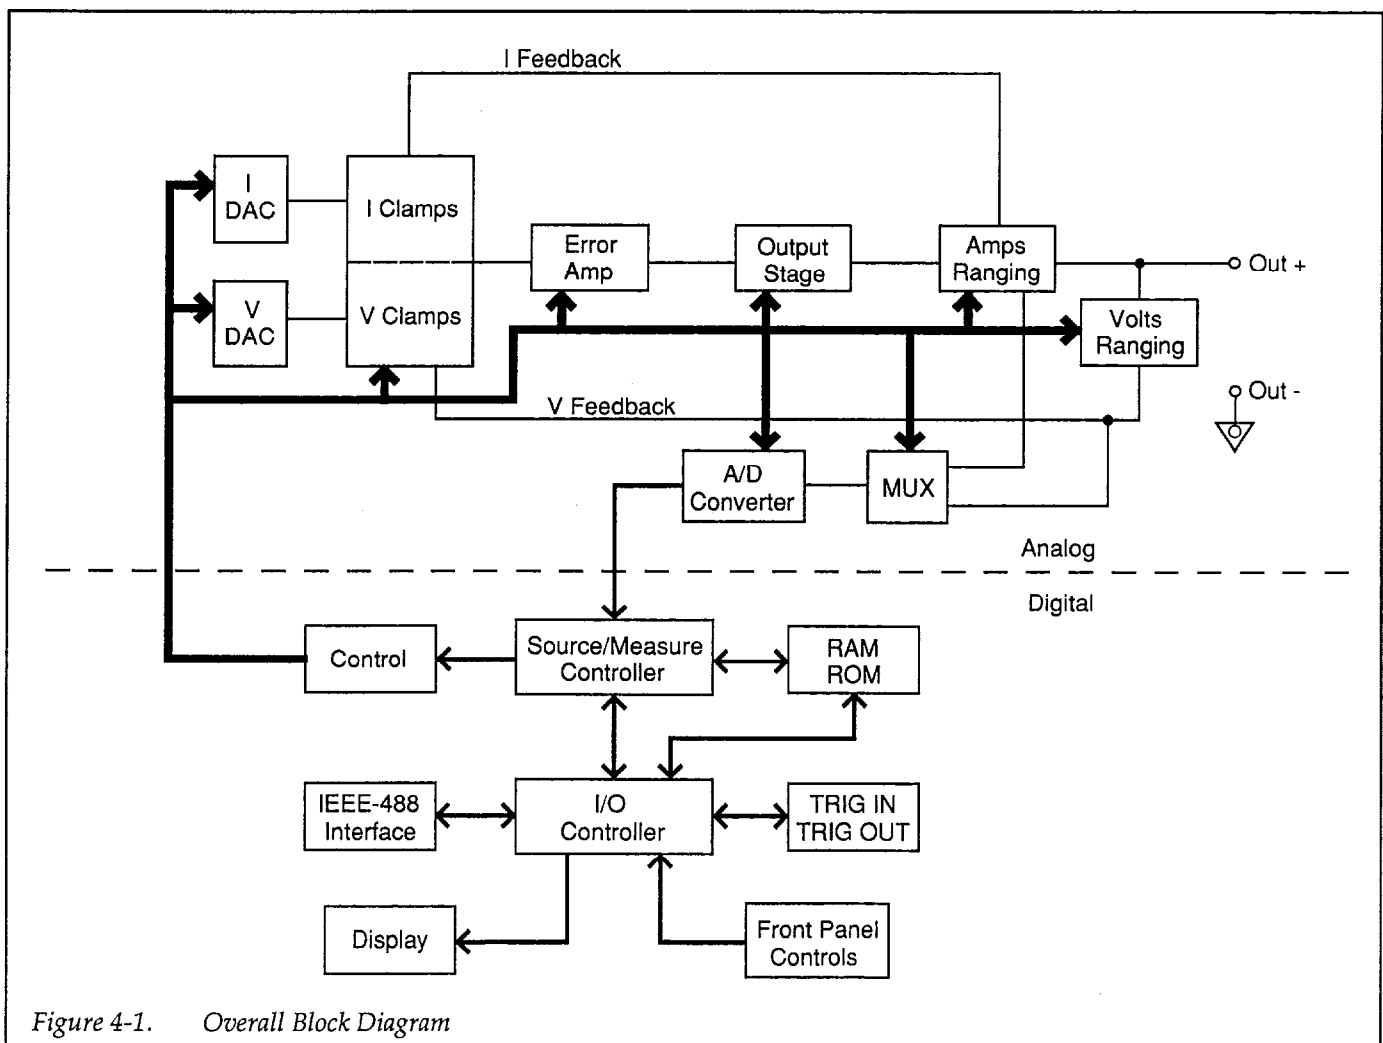 I Feedback
I
DAC
I Clamps
Error
Amp
Output
Stage
Amps
Ranging
Out +
V
DAC
V Clamps
Volts
Ranging
Out -
V Feedback
A/D
Converter
MUX
Analog
Digital
Control
Source/Measure
Controller
RAM
ROM
IEEE-488
Interface
I/O
Controller
TRIG IN
TRIG OUT
Display
Front Panel
Controls
Figure 4-1. Overall Block Diagram